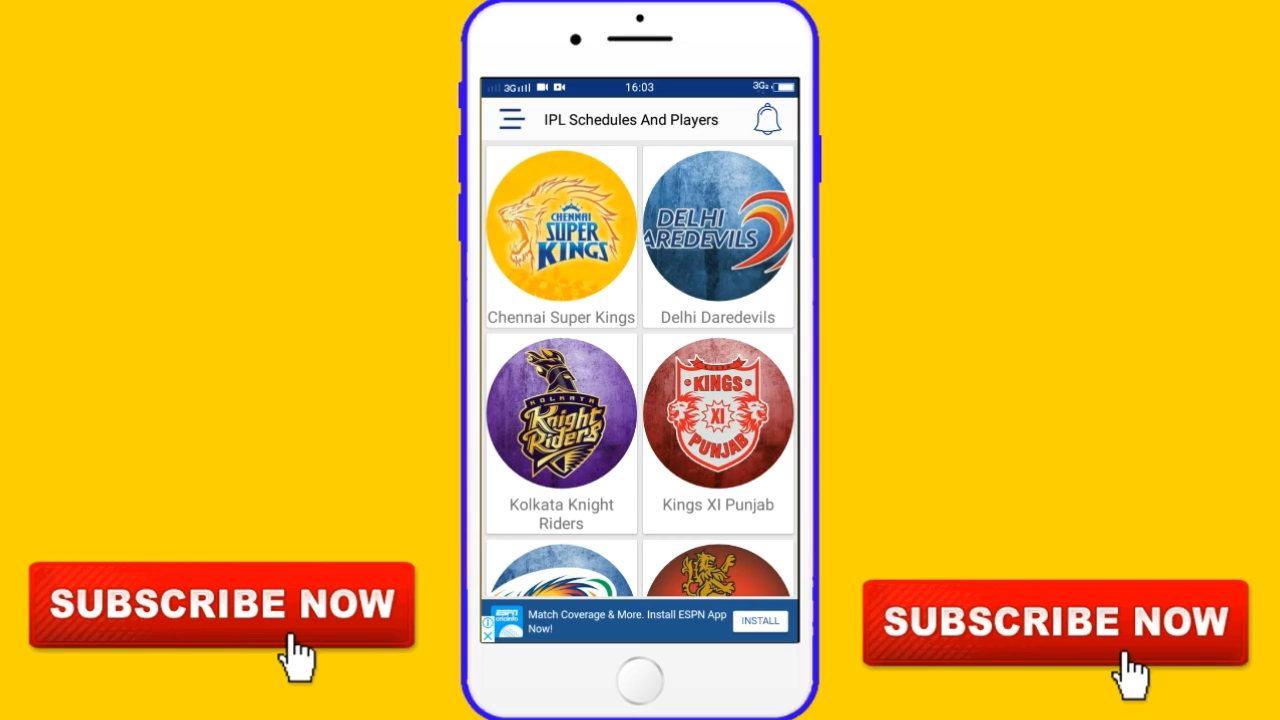 3G
16:03
3G2
IPL Schedules And Players
CHENNAI
SUPER
KINGS
DELHI
AREDEVILS
Chennai Super Kings
Delhi Daredevils
KOLKATA
Knight
Riders
KINGS
XI
PUNJAB
Kolkata Knight
Riders
Kings XI Punjab
ESPN
cricinfo
Match Coverage & More. Install ESPN App
Now!
INSTALL
SUBSCRIBE NOW
SUBSCRIBE NOW